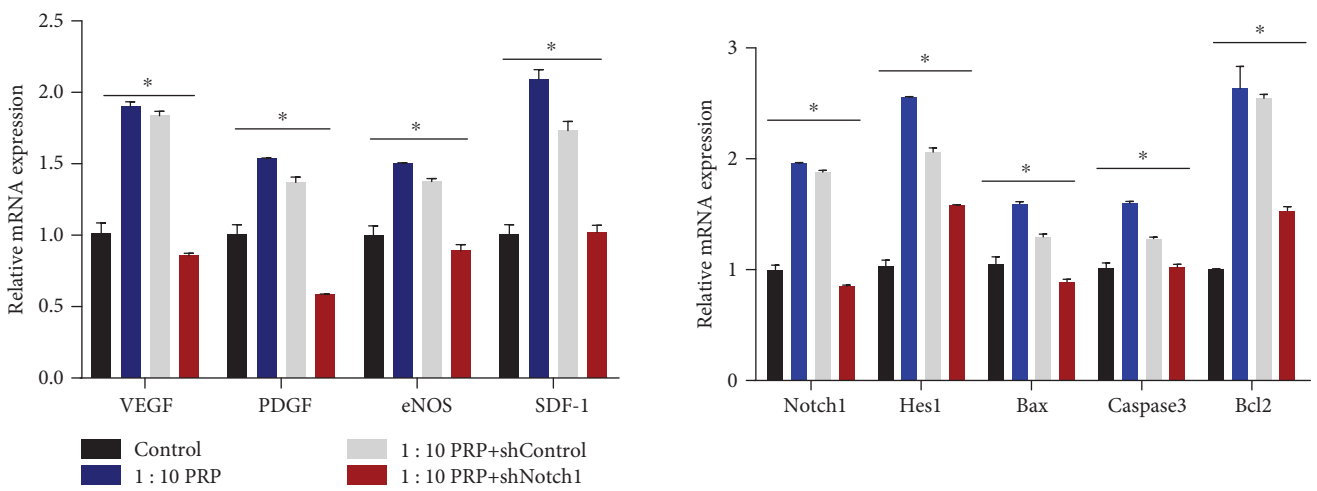 Relative mRNA expression
2.5
2.0
1.5
1.0
0.5
0.0
*
*
*
*
VEGF
PDGF
eNOS
SDF-1
Relative mRNA expression
3
2
1
0
*
*
*
*
*
Notch1
Hes1
Bax
Caspase3
Bcl2
Control
1 : 10 PRP
1 : 10 PRP+shControl
1 : 10 PRP+shNotch1